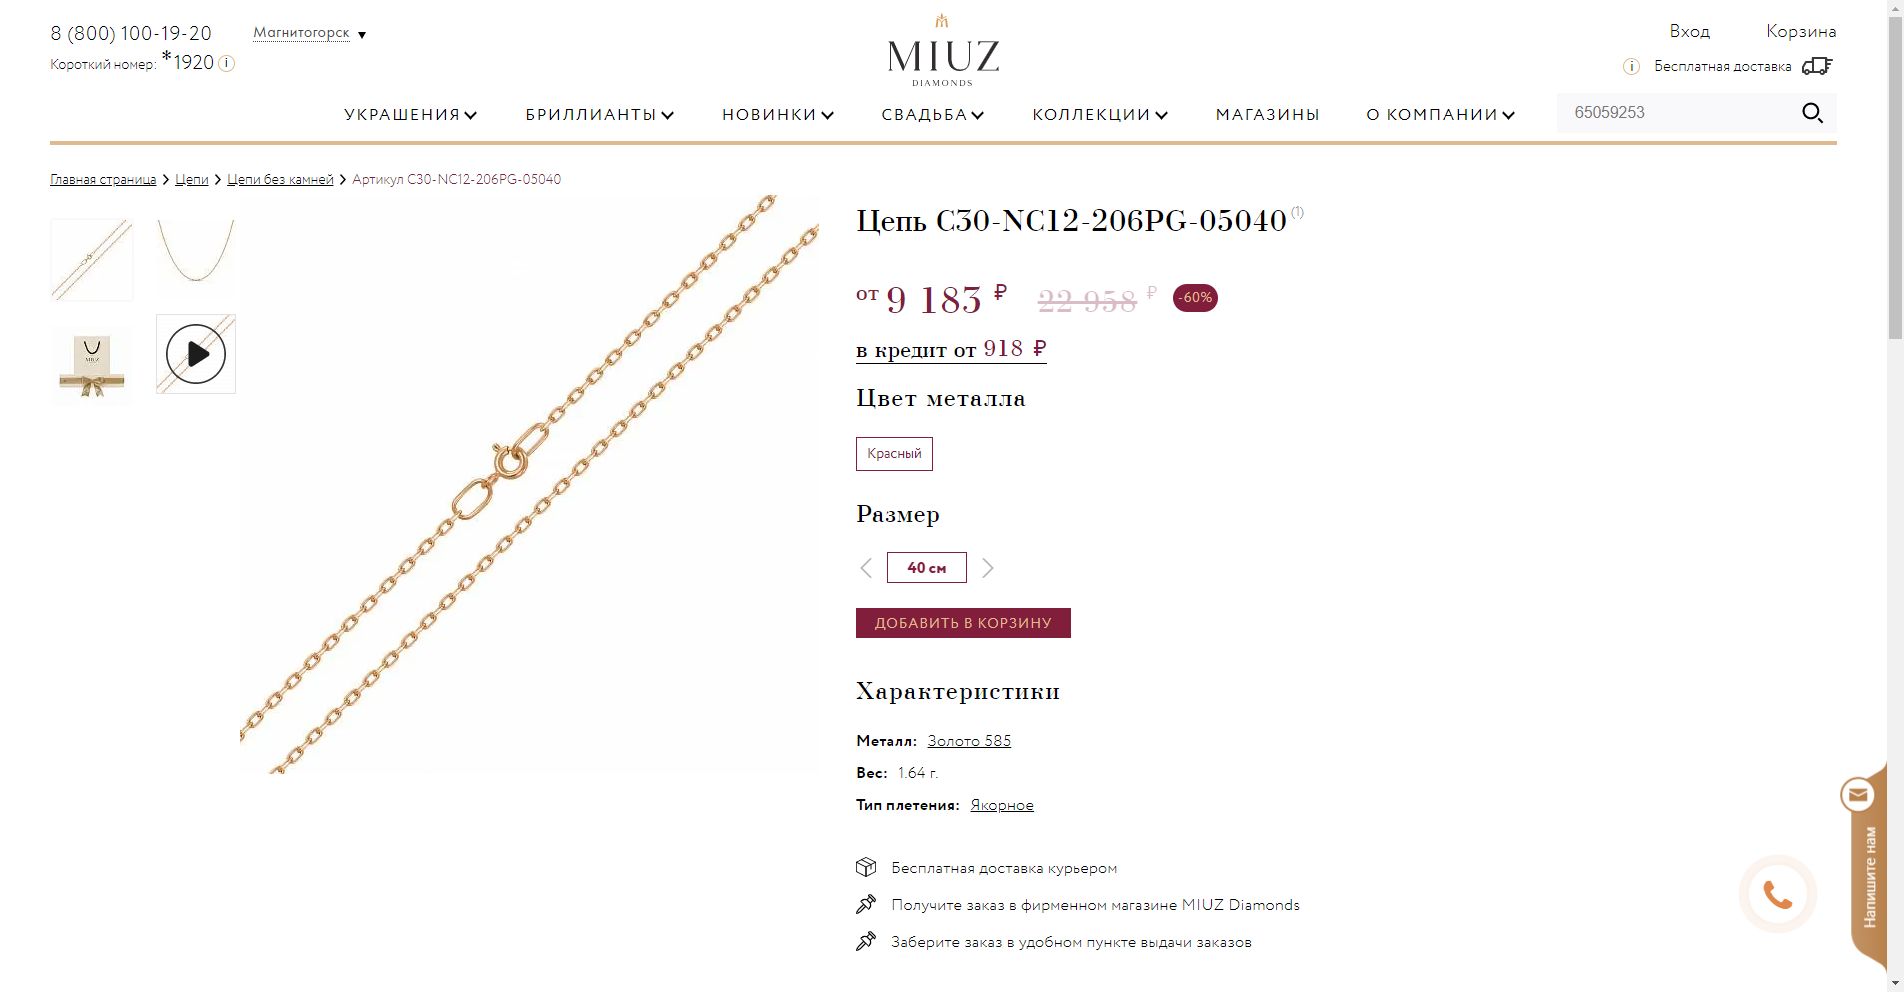 8 (800) 100-19-20
Магнитогорск
Короткий номер: *1920
MIUZ
DIAMONDS
Вход
Корзина
Бесплатная доставка
УКРАШЕНИЯ
БРИЛЛИАНТЫ
НОВИНКИ
СВАДЬБА
КОЛЛЕКЦИИ
МАГАЗИНЫ
О КОМПАНИИ
65059253
Главная страница
Цепи
Цепи без камней
Артикул C30-NC12-206PG-05040
Цепь C30-NC12-206PG-05040 (1)
от 9 183 ₽
22 958 ₽
-60%
в кредит от 918 ₽
Цвет металла
Красный
Размер
40 см
ДОБАВИТЬ В КОРЗИНУ
Характеристики
Металл: Золото 585
Вес: 1.64 г.
Тип плетения: Якорное
Бесплатная доставка курьером
Получите заказ в фирменном магазине MIUZ Diamonds
Заберите заказ в удобном пункте выдачи заказов
Напишите нам
MIUZ